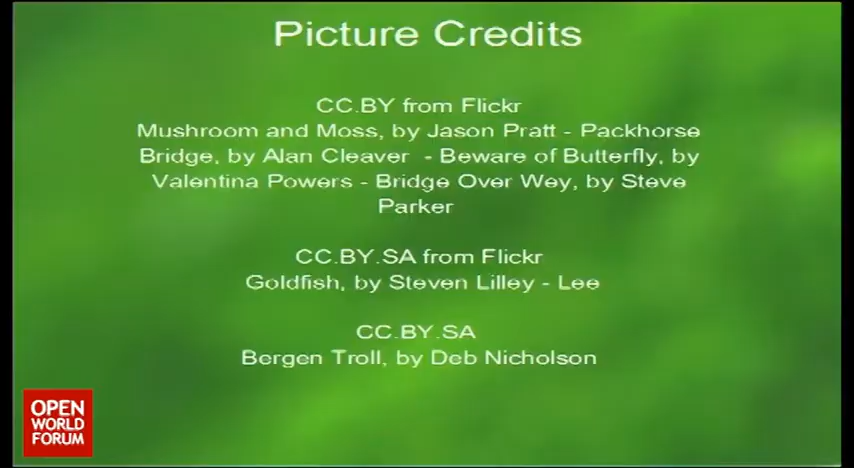 Picture Credits
CC.BY from Flickr
Mushroom and Moss, by Jason Pratt - Packhorse
Bridge, by Alan Cleaver - Beware of Butterfly, by
Valentina Powers - Bridge Over Wey, by Steve
Parker
CC.BY.SA from Flickr
Goldfish, by Steven Lilley - Lee
CC.BY.SA
Bergen Troll, by Deb Nicholson
OPEN
WORLD
FORUM